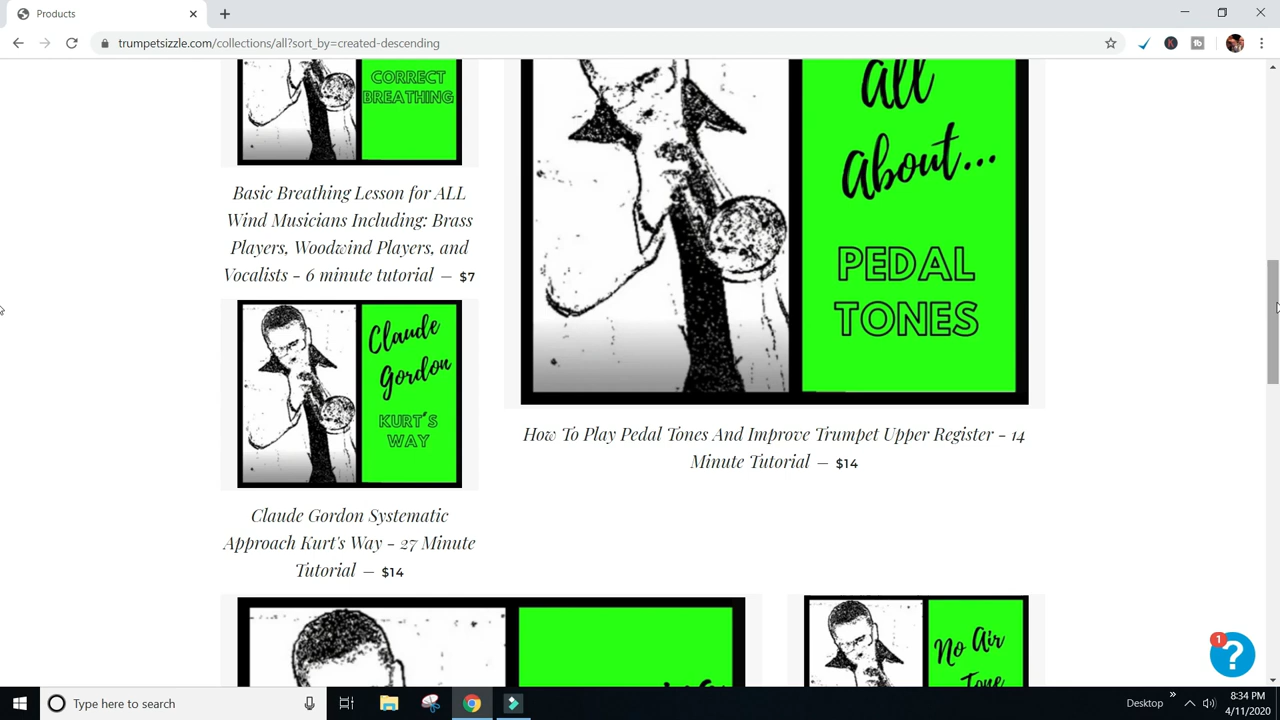 Products
trumpetsizzle.com/collections/all?sort_by=created-descending
CORRECT
BREATHING
Basic Breathing Lesson for ALL
Wind Musicians Including: Brass
Players, Woodwind Players, and
Vocalists - 6 minute tutorial — $7
All
About...
PEDAL
TONES
How To Play Pedal Tones And Improve Trumpet Upper Register - 14
Minute Tutorial — $14
Claude
Gordon
KURT'S
WAY
Claude Gordon Systematic
Approach Kurt's Way - 27 Minute
Tutorial — $14
No Air
Tone
1
?
Type here to search
Desktop
8:34 PM
4/11/2020